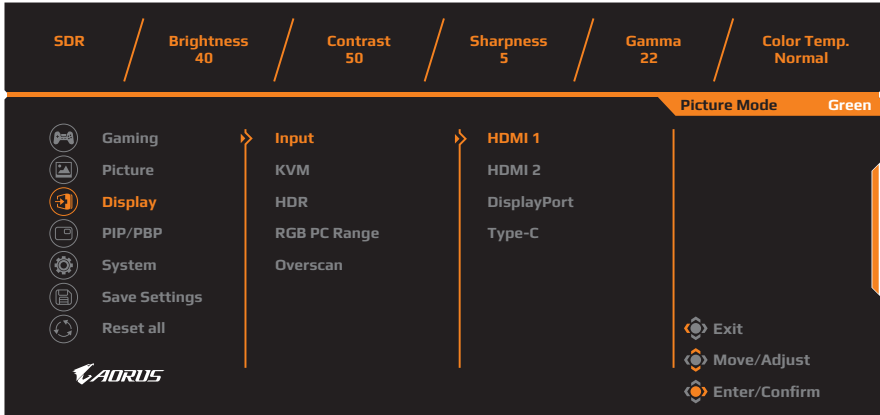 SDR Brightness Contrast Sharpness Gamma Color Temp.
40 50 5 22 Normal
Picture Mode Green
Gaming Input HDMI 1
Picture KVM HDMI 2
Display HDR DisplayPort
PIP/PBP RGB PC Range Type-C
System Overscan
Save Settings
Reset all
Exit
AORUS
Move/Adjust
Enter/Confirm